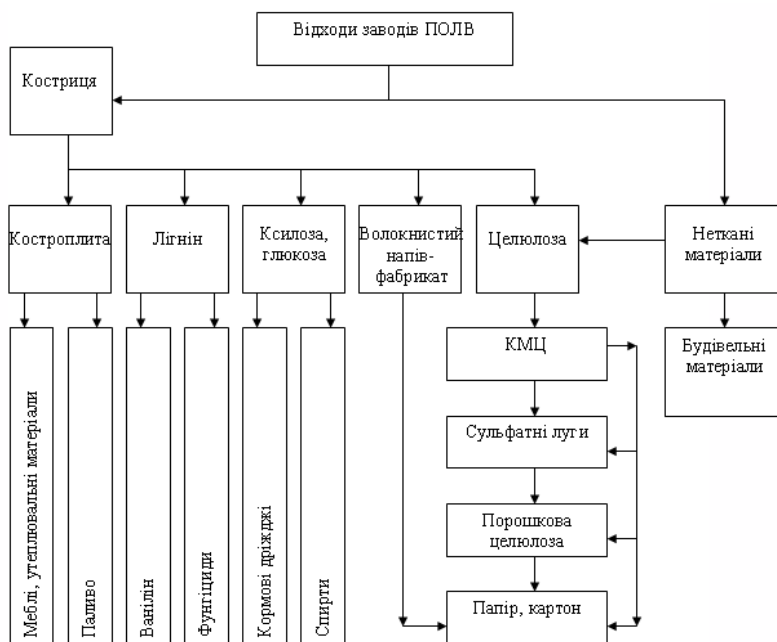 Відходи заводів ПОЛВ
Костриця
Костроплита
Лігнін
Ксилоза,
глюкоза
Волокнистий
напів-
фабрикат
Целюлоза
Неткані
матеріали
Меблі, утеплювальні матеріали
Паливо
Ванілін
Фунгіциди
Кормові дріжджі
Спирти
КМЦ
Сульфатні луги
Порошкова
целюлоза
Папір, картон
Будівельні
матеріали